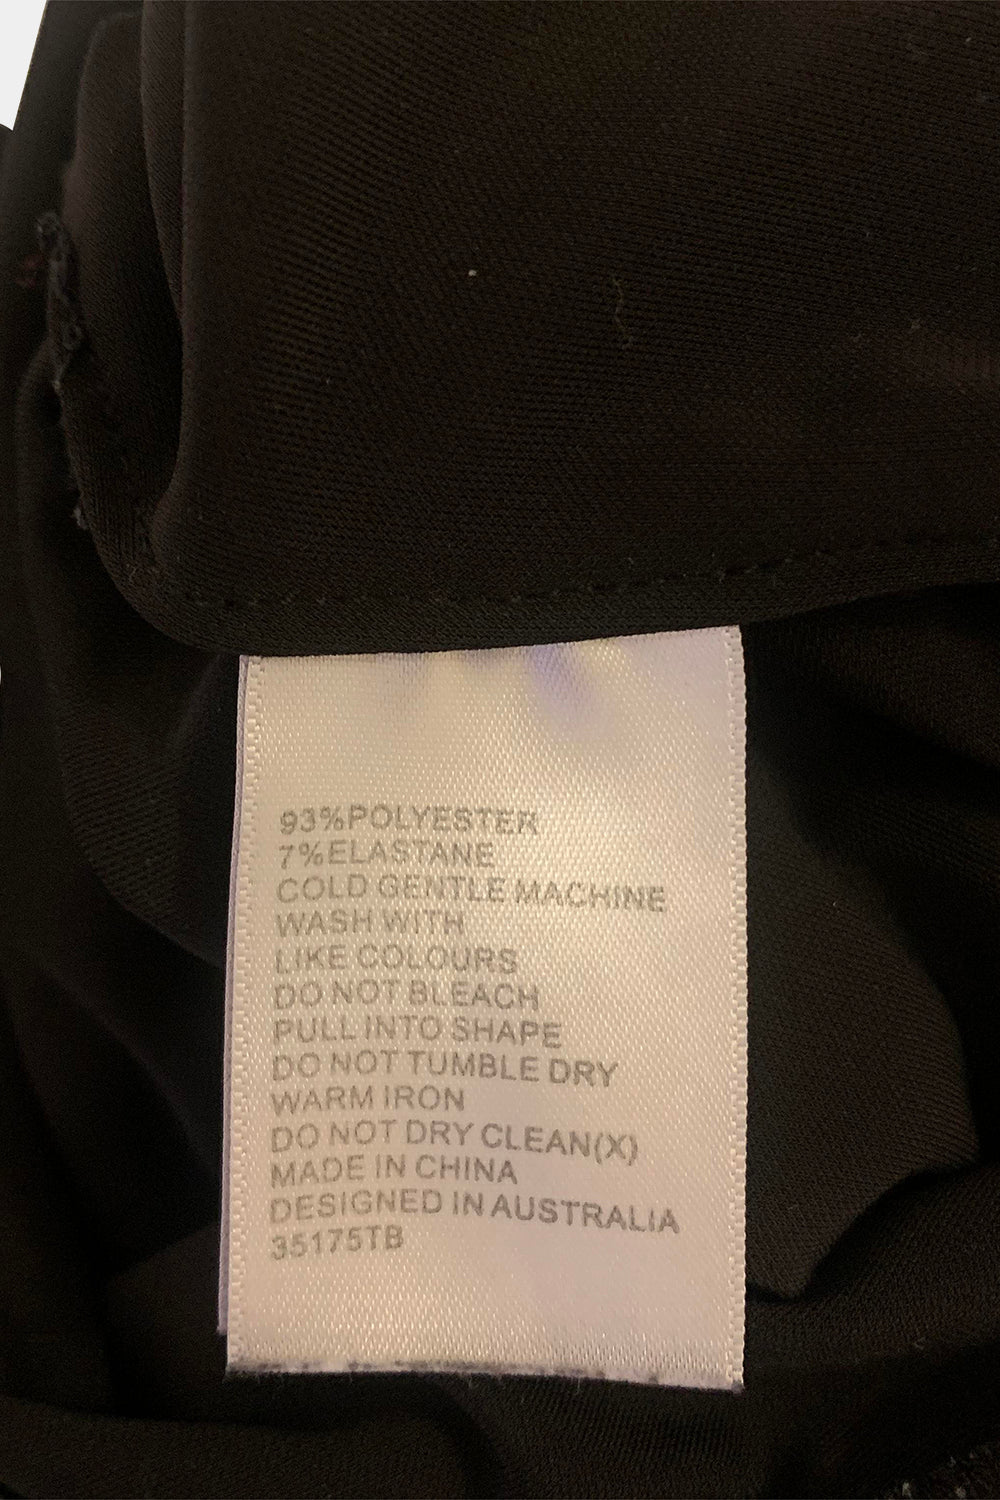 93%POLYESTER
7%ELASTANE
COLD GENTLE MACHINE
WASH WITH
LIKE COLOURS
DO NOT BLEACH
PULL INTO SHAPE
DO NOT TUMBLE DRY
WARM IRON
DO NOT DRY CLEAN(X)
MADE IN CHINA
DESIGNED IN AUSTRALIA
35175TB